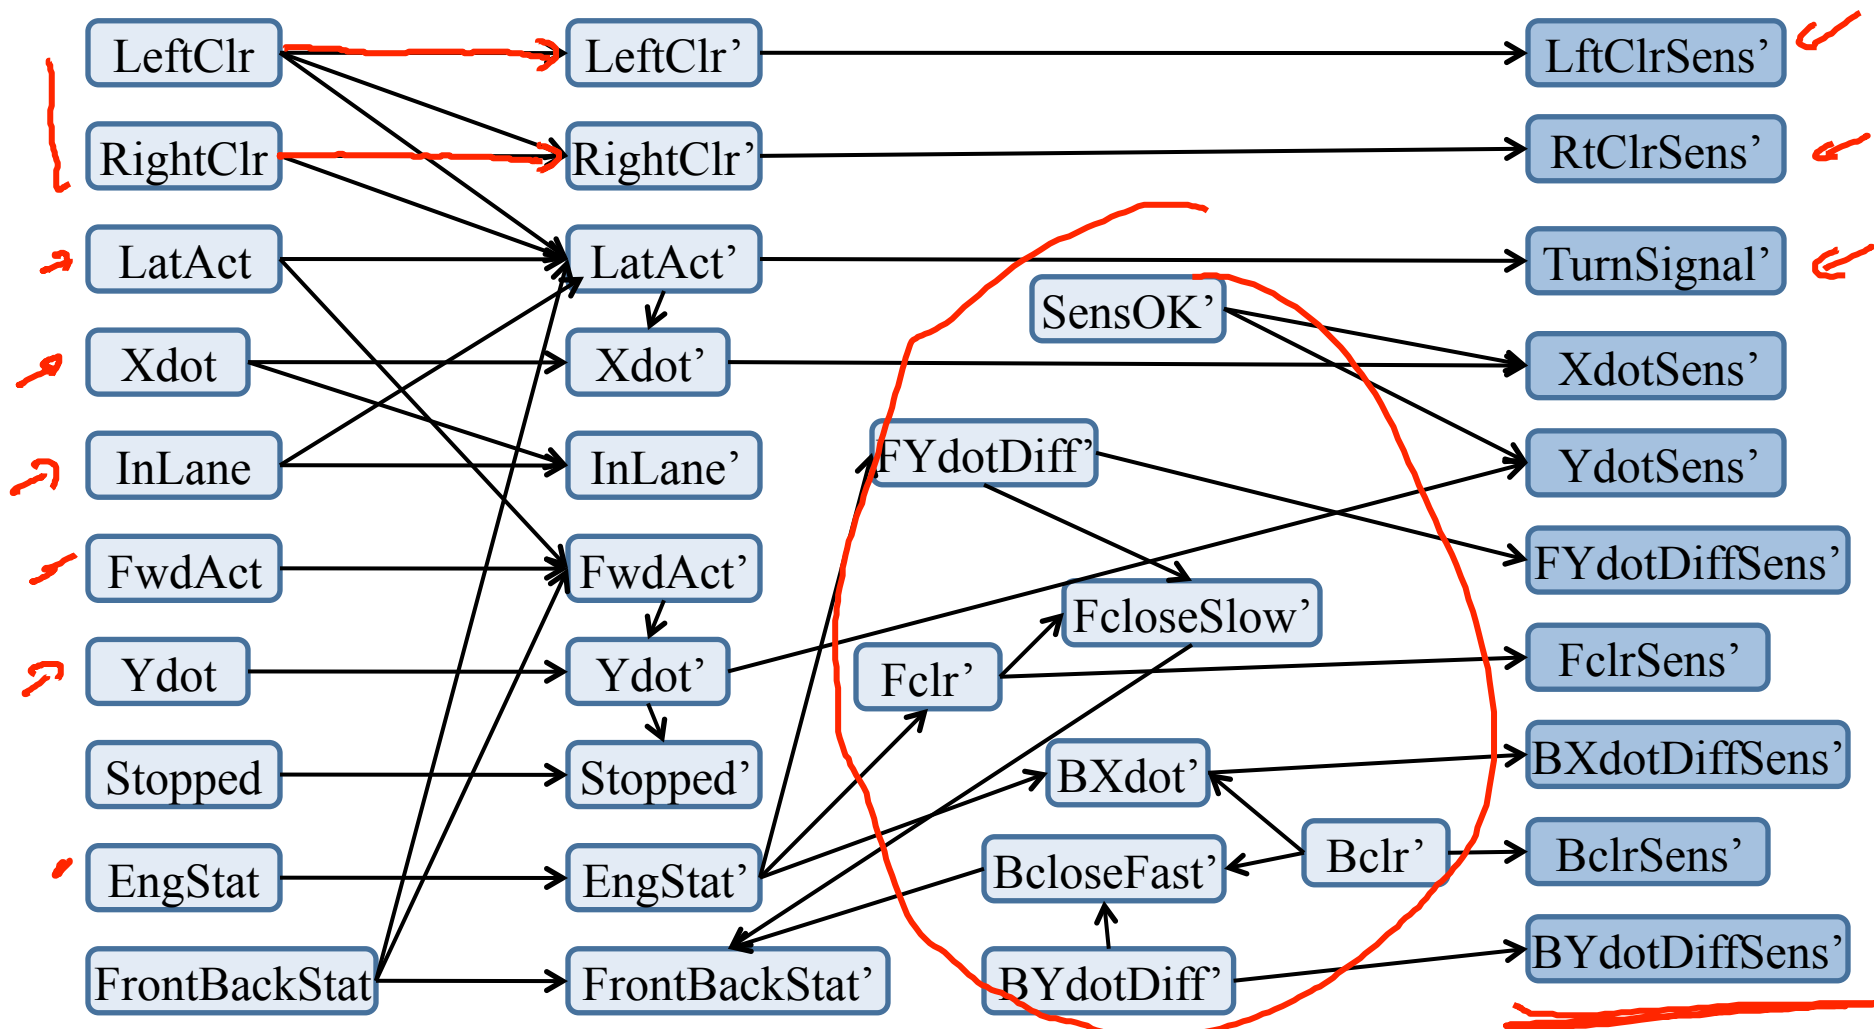 LeftClr
LeftClr’
LftClrSens’
RightClr
RightClr’
RtClrSens’
LatAct
LatAct’
TurnSignal’
SensOK’
Xdot
Xdot’
XdotSens’
InLane
InLane’
FYdotDiff’
YdotSens’
FwdAct
FwdAct’
FcloseSlow’
FYdotDiffSens’
Ydot
Ydot’
Fclr’
FclrSens’
Stopped
Stopped’
BXdot’
BXdotDiffSens’
EngStat
EngStat’
BcloseFast’
Bclr’
BclrSens’
FrontBackStat
FrontBackStat’
BYdotDiff’
BYdotDiffSens’